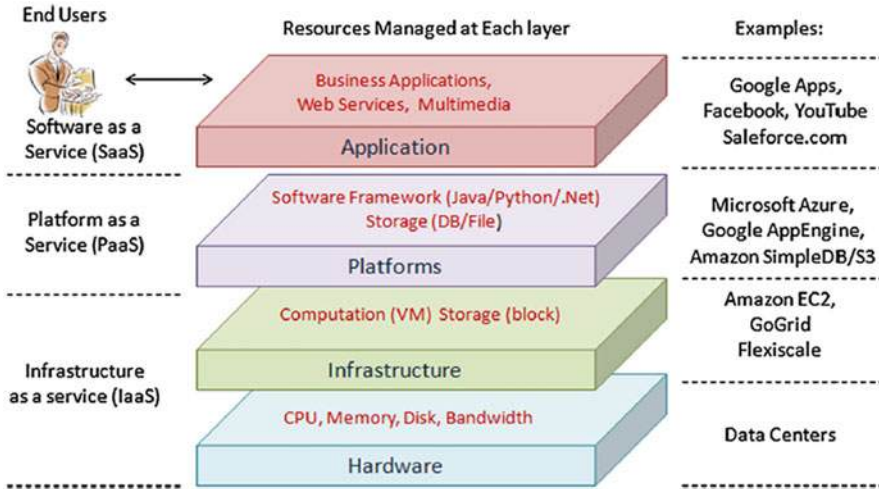 End Users
Resources Managed at Each layer
Examples:
Software as a
Service (SaaS)
Business Applications,
Web Services, Multimedia
Application
Google Apps,
Facebook, YouTube
Saleforce.com
Platform as a
Service (PaaS)
Software Framework (Java/Python/.Net)
Storage (DB/File)
Platforms
Microsoft Azure,
Google AppEngine,
Amazon SimpleDB/S3
Infrastructure
as a service (IaaS)
Computation (VM) Storage (block)
Infrastructure
Amazon EC2,
GoGrid
Flexiscale
CPU, Memory, Disk, Bandwidth
Hardware
Data Centers